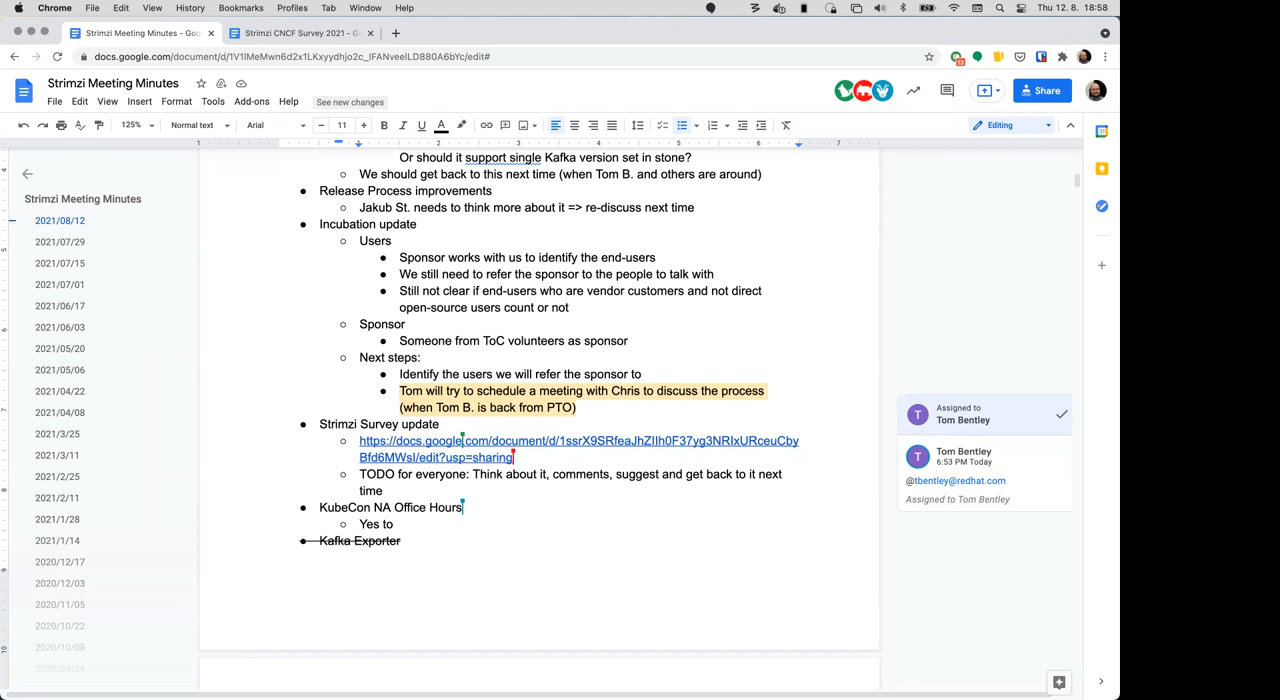 Chrome File Edit View History Bookmarks Profiles Tab Window Help Thu 12. 8. 18:58
Strimzi Meeting Minutes - Goo Strimzi CNCF Survey 2021 - G
docs.google.com/document/d/1V1lMeMwn6d2x1LKxyydhjo2c_lFANveelLD880A6bYc/edit#
Strimzi Meeting Minutes
File Edit View Insert Format Tools Add-ons Help See new changes
Share
125% Normal text Arial 11 B I U A Editing
1 1 2 3 4 5 6 7
Or should it support single Kafka version set in stone?
We should get back to this next time (when Tom B. and others are around)
Release Process improvements
Jakub St. needs to think more about it => re-discuss next time
Incubation update
Users
Sponsor works with us to identify the end-users
We still need to refer the sponsor to the people to talk with
Still not clear if end-users who are vendor customers and not direct
open-source users count or not
Sponsor
Someone from ToC volunteers as sponsor
Next steps:
Identify the users we will refer the sponsor to
Tom will try to schedule a meeting with Chris to discuss the process
(when Tom B. is back from PTO)
Strimzi Survey update
https://docs.google.com/document/d/1ssrX9SRfeaJhZIIh0F37yg3NRIxURceuCby
Bfd6MWsI/edit?usp=sharing
TODO for everyone: Think about it, comments, suggest and get back to it next
time
KubeCon NA Office Hours
Yes to
Kafka Exporter
Strimzi Meeting Minutes
2021/08/12
2021/07/29
2021/07/15
2021/07/01
2021/06/17
2021/06/03
2021/05/20
2021/05/06
2021/04/22
2021/04/08
2021/3/25
2021/3/11
2021/2/25
2021/2/11
2021/1/28
2021/1/14
2020/12/17
2020/12/03
2020/11/05
2020/10/22
2020/10/08
2020/09/24
T
Assigned to
Tom Bentley
T
Tom Bentley
6:53 PM Today
@tbentley@redhat.com
Assigned to Tom Bentley